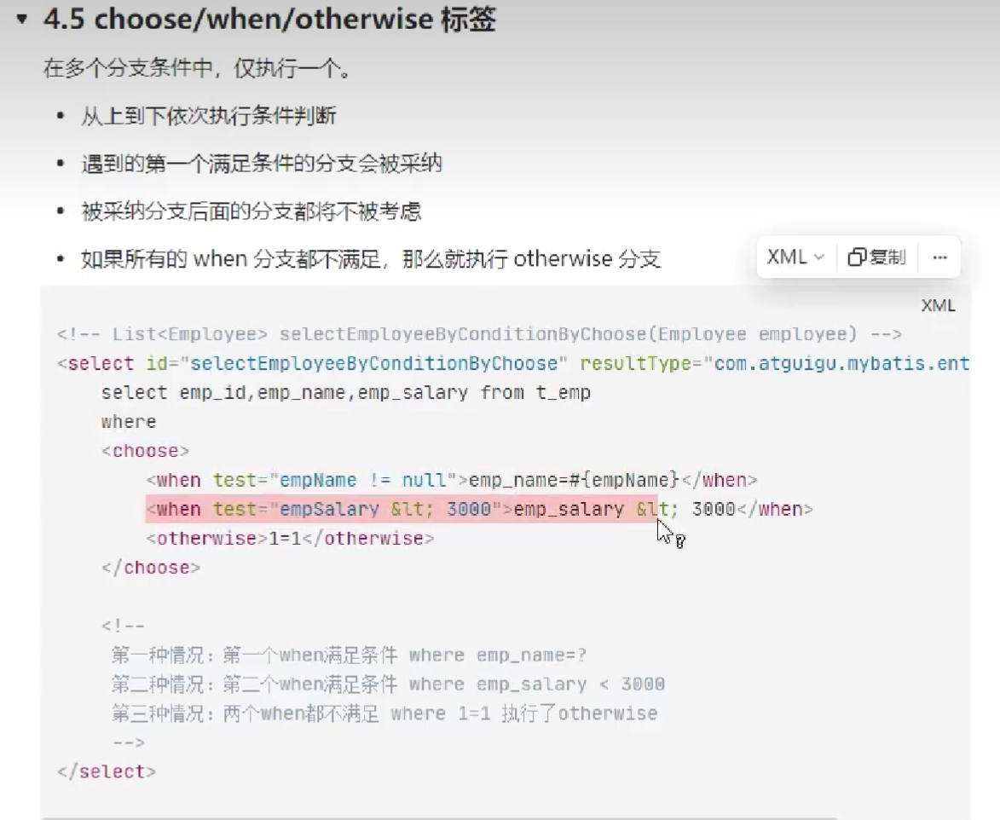 4.5 choose/when/otherwise 标签
在多个分支条件中，仅执行一个。
• 从上到下依次执行条件判断
• 遇到的第一个满足条件的分支会被采纳
• 被采纳分支后面的分支都将不被考虑
• 如果所有的 when 分支都不满足，那么就执行 otherwise 分支
XML 复制 ...
XML
<!-- List<Employee> selectEmployeeByConditionByChoose(Employee employee) -->
<select id="selectEmployeeByConditionByChoose" resultType="com.atguigu.mybatis.ent
select emp_id,emp_name,emp_salary from t_emp
where
<choose>
<when test="empName != null">emp_name=#{empName}</when>
<when test="empSalary &lt; 3000">emp_salary &lt; 3000</when>
<otherwise>1=1</otherwise>
</choose>
<!--
第一种情况：第一个when满足条件 where emp_name=?
第二种情况：第二个when满足条件 where emp_salary < 3000
第三种情况：两个when都不满足 where 1=1 执行了otherwise
-->
</select>